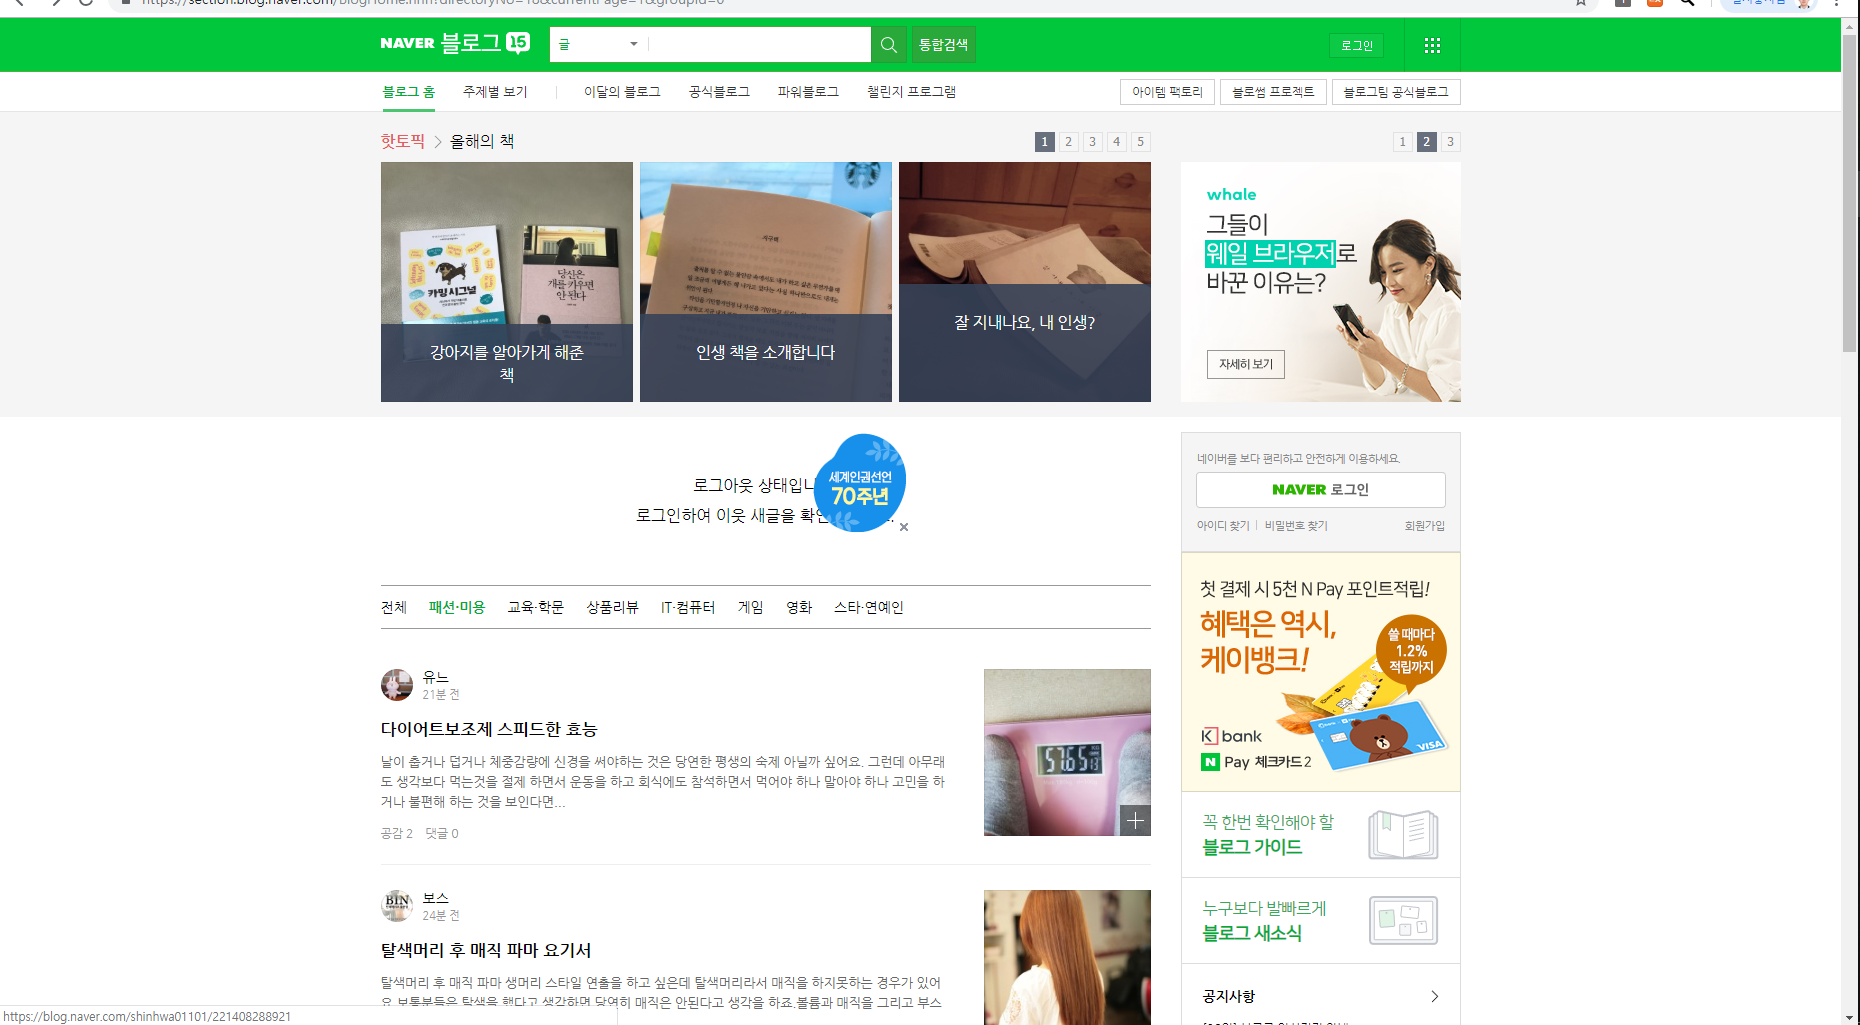 NAVER 블로그 15
글
통합검색
로그인
블로그 홈
주제별 보기
이달의 블로그
공식블로그
파워블로그
챌린지 프로그램
아이템 팩토리
블로썸 프로젝트
블로그팀 공식블로그
핫토픽 > 올해의 책
1 2 3 4 5
1 2 3
카밍 시그널
당신은
개를 키우면
안 된다
강아지를 알아가게 해준
책
인생 책을 소개합니다
잘 지내나요, 내 인생?
whale
그들이
웨일 브라우저로
바꾼 이유는?
자세히 보기
로그아웃 상태입니
로그인하여 이웃 새글을 확인
세계인권선언
70주년
네이버를 보다 편리하고 안전하게 이용하세요.
NAVER 로그인
아이디 찾기 | 비밀번호 찾기
회원가입
전체
패션·미용
교육·학문
상품리뷰
IT·컴퓨터
게임
영화
스타·연예인
첫 결제 시 5천 N Pay 포인트적립!
혜택은 역시,
케이뱅크!
쓸 때마다
1.2%
적립까지
VISA
K bank
N Pay 체크카드2
유느
21분 전
다이어트보조제 스피드한 효능
날이 춥거나 덥거나 체중감량에 신경을 써야하는 것은 당연한 평생의 숙제 아닐까 싶어요. 그런데 아무래
도 생각보다 먹는것을 절제 하면서 운동을 하고 회식에도 참석하면서 먹어야 하나 말아야 하나 고민을 하
거나 불편해 하는 것을 보인다면...
공감 2 댓글 0
57.65
꼭 한번 확인해야 할
블로그 가이드
누구보다 발빠르게
블로그 새소식
BIN
보스
24분 전
탈색머리 후 매직 파마 요기서
탈색머리 후 매직 파마 생머리 스타일 연출을 하고 싶은데 탈색머리라서 매직을 하지못하는 경우가 있어
요 보통분들은 탈색을 했다고 생각하면 당연히 매직은 안된다고 생각을 하죠.볼륨과 매직을 그리고 부스
공지사항
https://blog.naver.com/shinhwa01101/221408288921